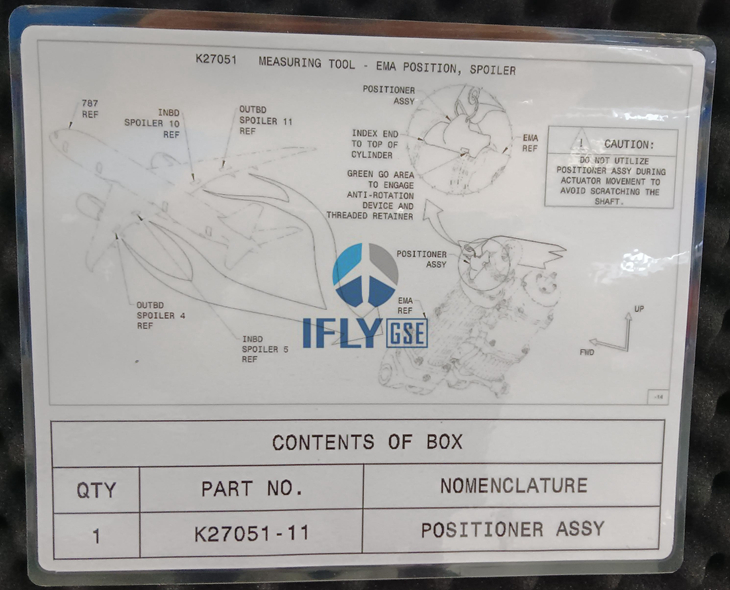 K27051 MEASURING TOOL - EMA POSITION, SPOILER
787
REF
INBD
SPOILER 10
REF
OUTBD
SPOILER 11
REF
POSITIONER
ASSY
INDEX END
TO TOP OF
CYLINDER
EMA
REF
GREEN GO AREA
TO ENGAGE
ANTI-ROTATION
DEVICE AND
THREADED RETAINER
! CAUTION:
DO NOT UTILIZE
POSITIONER ASSY DURING
ACTUATOR MOVEMENT TO
AVOID SCRATCHING THE
SHAFT.
POSITIONER
ASSY
EMA
REF
OUTBD
SPOILER 4
REF
INBD
SPOILER 5
REF
UP
FWD
IFLY GSE
CONTENTS OF BOX
QTY PART NO. NOMENCLATURE
1 K27051-11 POSITIONER ASSY